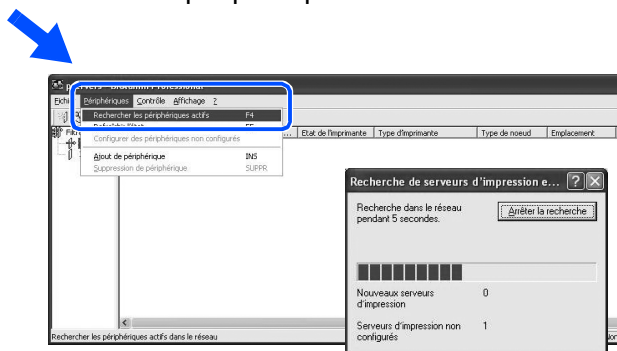 BRAdmin Professional
Périphériques Contrôle Affichage ?
Rechercher les périphériques actifs F4
F5
Configurer des périphériques non configurés
Ajout de périphérique INS
Suppression de périphérique SUPPR
Etat de l'imprimante Type d'imprimante Type de noeud Emplacement
Recherche de serveurs d'impression e...
Recherche dans le réseau
pendant 5 secondes.
Arrêter la recherche
Nouveaux serveurs
d'impression
0
Serveurs d'impression non
configurés
1
Rechercher les périphériques actifs dans le réseau